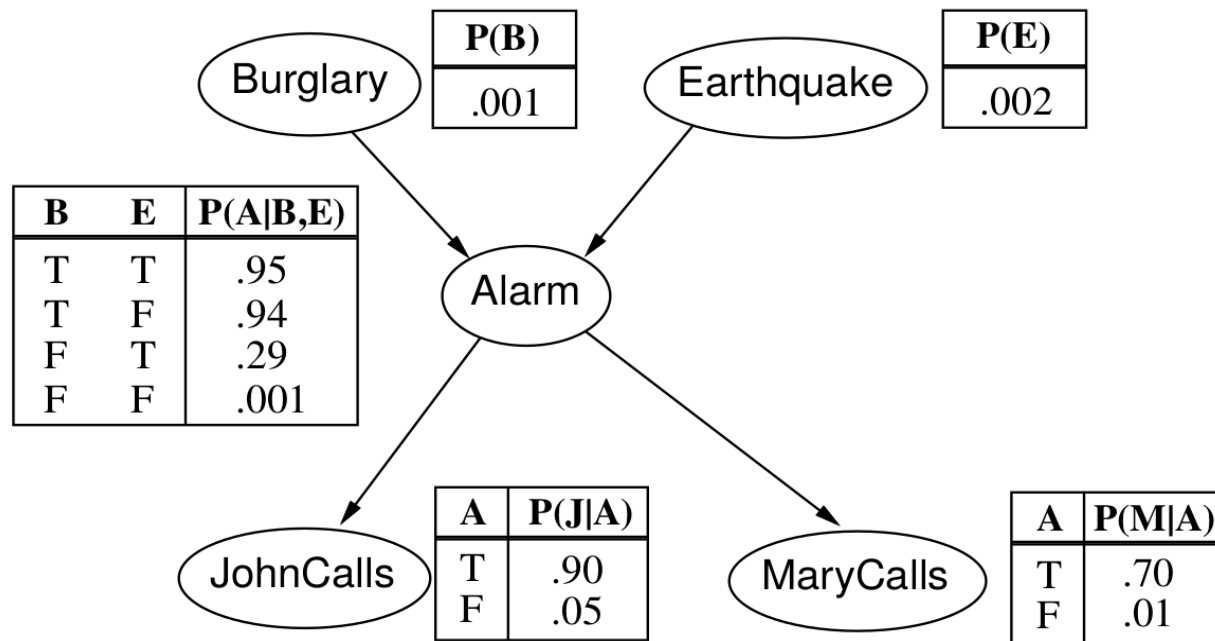 Burglary
P(B)
.001
Earthquake
P(E)
.002
B E P(A|B,E)
T T .95
T F .94
F T .29
F F .001
Alarm
JohnCalls
A P(J|A)
T .90
F .05
MaryCalls
A P(M|A)
T .70
F .01